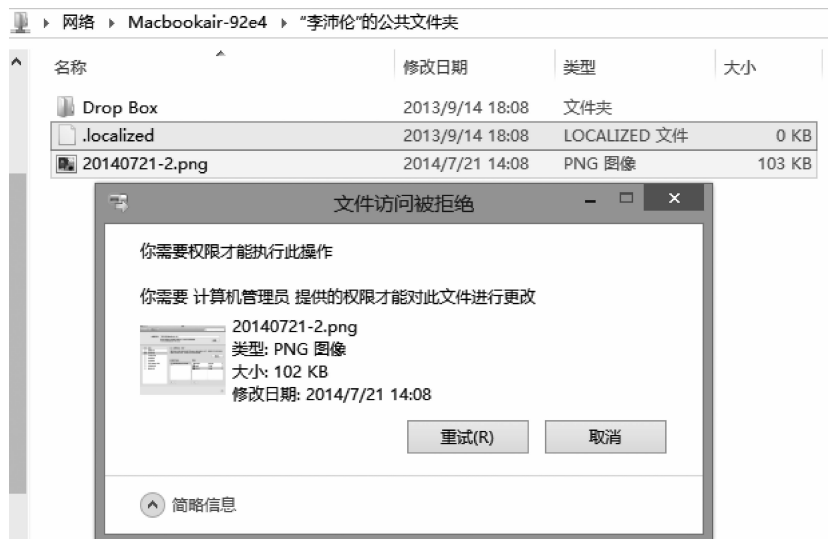 网络 Macbookair-92e4 “李沛伦”的公共文件夹
名称 修改日期 类型 大小
Drop Box 2013/9/14 18:08 文件夹
.localized 2013/9/14 18:08 LOCALIZED 文件 0 KB
20140721-2.png 2014/7/21 14:08 PNG 图像 103 KB
文件访问被拒绝
你需要权限才能执行此操作
你需要 计算机管理员 提供的权限才能对此文件进行更改
20140721-2.png
类型: PNG 图像
大小: 102 KB
修改日期: 2014/7/21 14:08
重试(R) 取消
简略信息